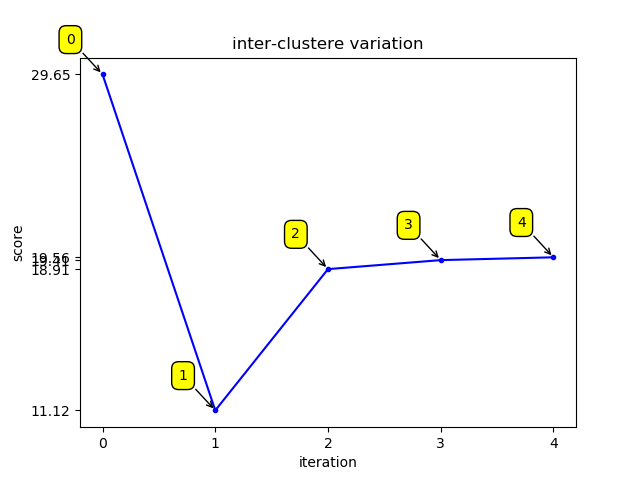 inter-clustere variation
0
1
2
3
4
29.65
19.56
18.91
11.12
score
0 1 2 3 4
iteration